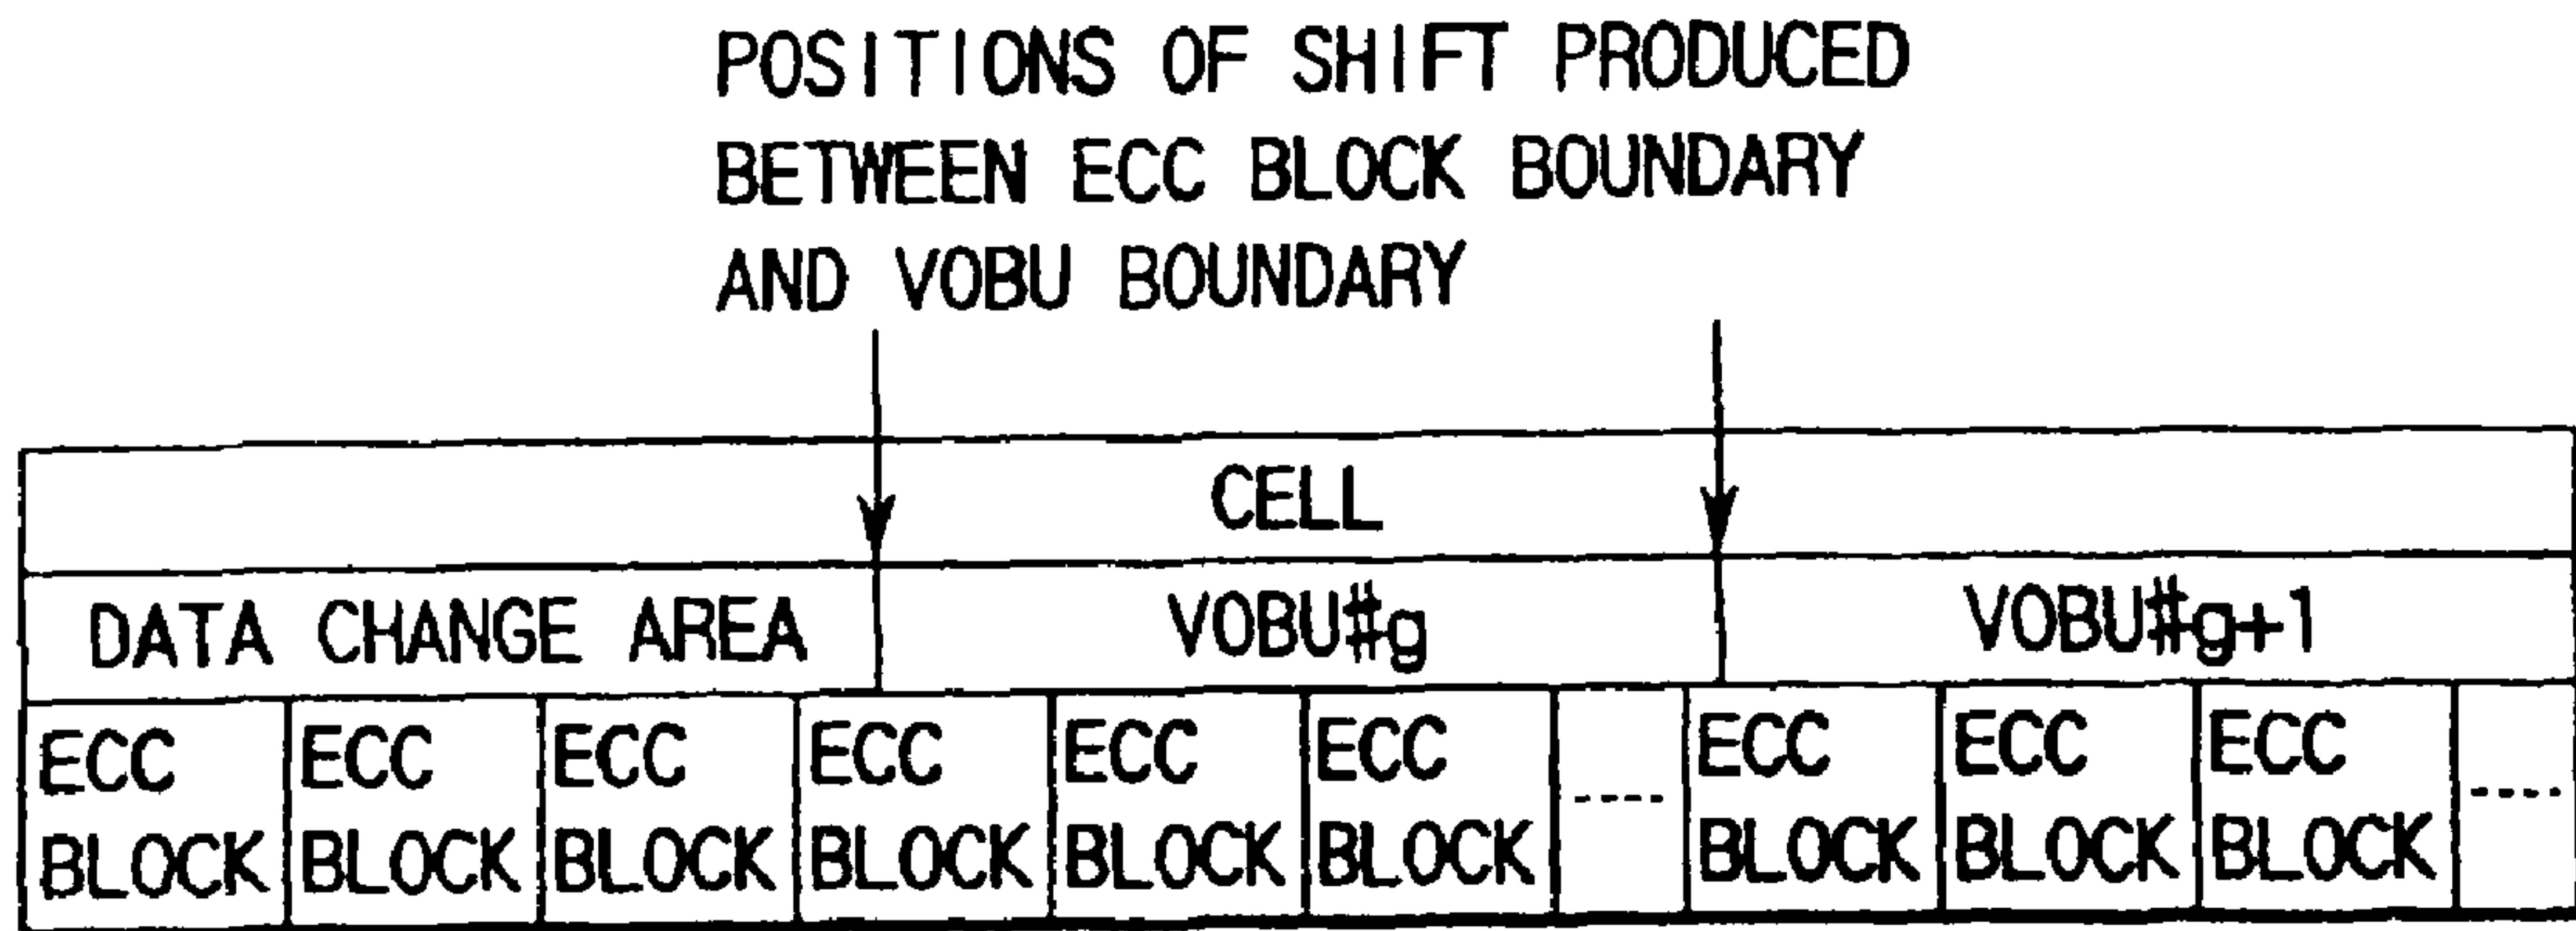 POSITIONS OF SHIFT PRODUCED
BETWEEN ECC BLOCK BOUNDARY
AND VOBU BOUNDARY
CELL
DATA CHANGE AREA VOBU#g VOBU#g+1
ECC ECC ECC ECC ECC ECC ---- ECC ECC ECC ----
BLOCK BLOCK BLOCK BLOCK BLOCK BLOCK BLOCK BLOCK BLOCK